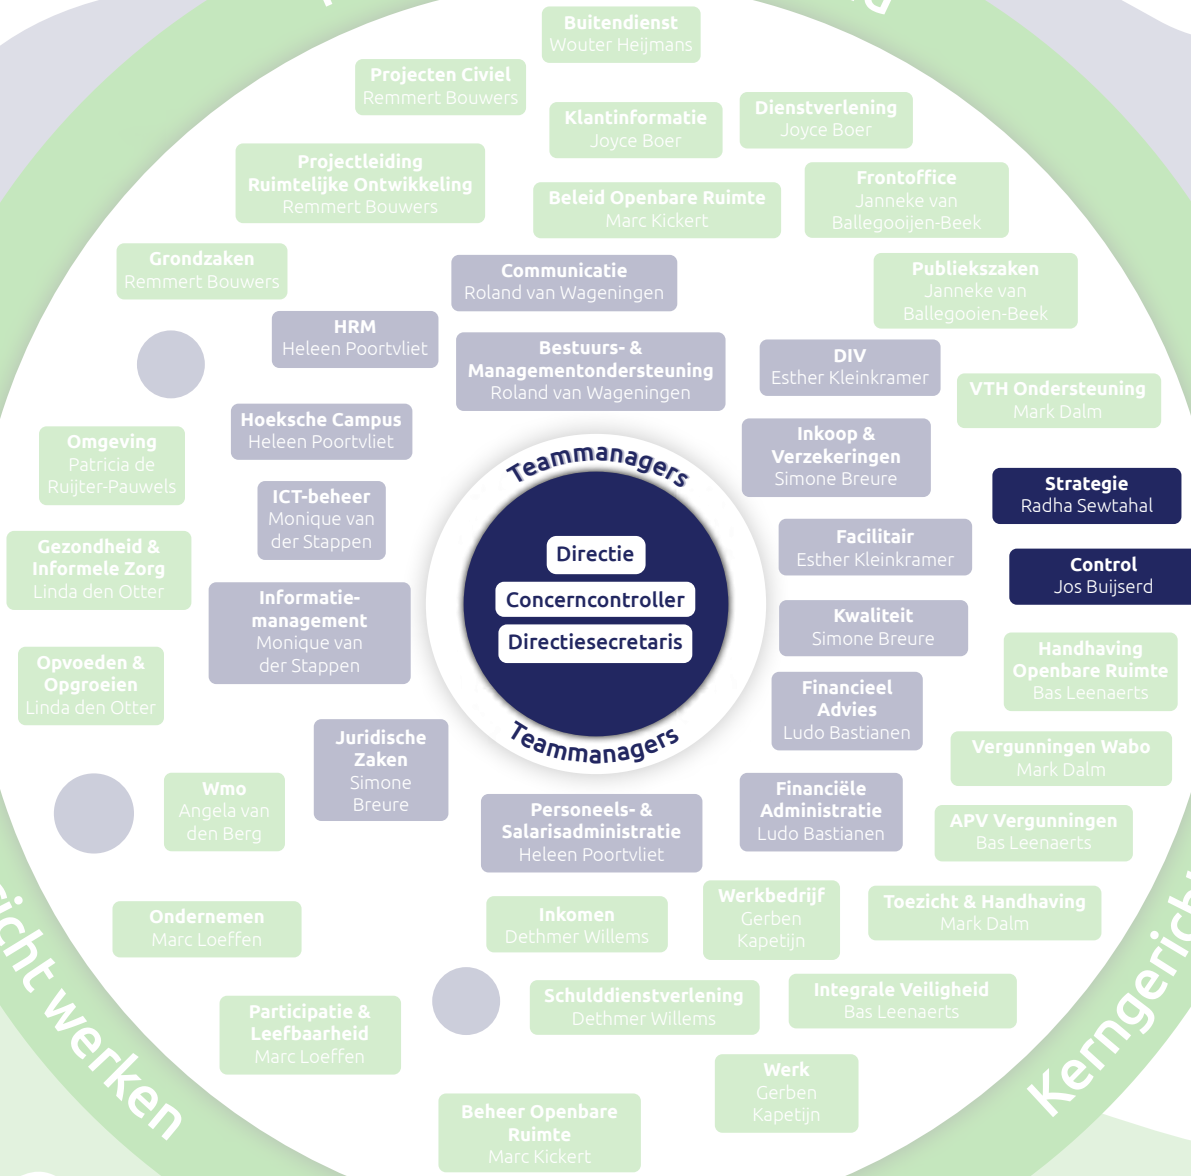 Buitendienst
Wouter Heijmans
Projecten Civiel
Remmert Bouwers
Klantinformatie
Joyce Boer
Dienstverlening
Joyce Boer
Projectleiding
Ruimtelijke Ontwikkeling
Remmert Bouwers
Beleid Openbare Ruimte
Marc Kickert
Frontoffice
Janneke van
Ballegooijen-Beek
Grondzaken
Remmert Bouwers
Communicatie
Roland van Wageningen
Publiekszaken
Janneke van
Ballegooien-Beek
HRM
Heleen Poortvliet
Bestuurs- &
Managementondersteuning
Roland van Wageningen
DIV
Esther Kleinkramer
VTH Ondersteuning
Mark Dalm
Hoeksche Campus
Heleen Poortvliet
Omgeving
Patricia de
Ruijter-Pauwels
Inkoop &
Verzekeringen
Simone Breure
Teammanagers
Strategie
Radha Sewtahal
ICT-beheer
Monique van
der Stappen
Directie
Concerncontroller
Directiesecretaris
Facilitair
Esther Kleinkramer
Control
Jos Buijserd
Gezondheid &
Informele Zorg
Linda den Otter
Informatie-
management
Monique van
der Stappen
Kwaliteit
Simone Breure
Handhaving
Openbare Ruimte
Bas Leenaerts
Opvoeden &
Opgroeien
Linda den Otter
Financieel
Advies
Ludo Bastianen
Teammanagers
Juridische
Zaken
Simone
Breure
Vergunningen Wabo
Mark Dalm
Wmo
Angela van
den Berg
Personeels- &
Salarisadministratie
Heleen Poortvliet
Financiële
Administratie
Ludo Bastianen
APV Vergunningen
Bas Leenaerts
Ondernemen
Marc Loeffen
Inkomen
Dethmer Willems
Werkbedrijf
Gerben
Kapetijn
Toezicht & Handhaving
Mark Dalm
Participatie &
Leefbaarheid
Marc Loeffen
Schulddienstverlening
Dethmer Willems
Integrale Veiligheid
Bas Leenaerts
Werk
Gerben
Kapetijn
Beheer Openbare
Ruimte
Marc Kickert
icht werken
Kerngerich